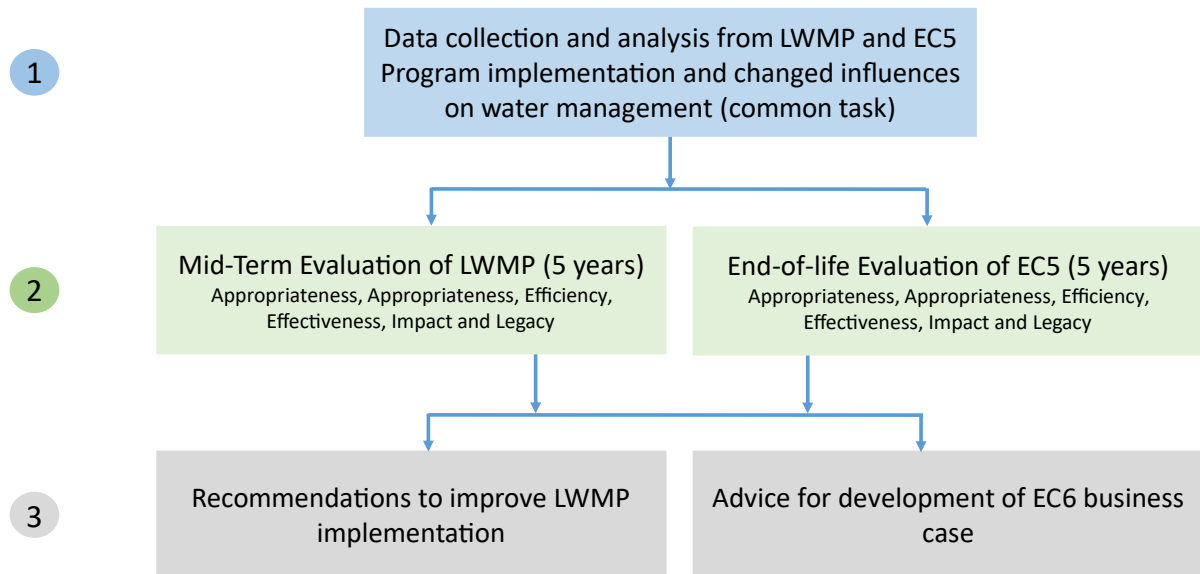 1
Data collection and analysis from LWMP and EC5
Program implementation and changed influences
on water management (common task)
2
Mid-Term Evaluation of LWMP (5 years)
Appropriateness, Appropriateness, Efficiency,
Effectiveness, Impact and Legacy
End-of-life Evaluation of EC5 (5 years)
Appropriateness, Appropriateness, Efficiency,
Effectiveness, Impact and Legacy
3
Recommendations to improve LWMP
implementation
Advice for development of EC6 business
case